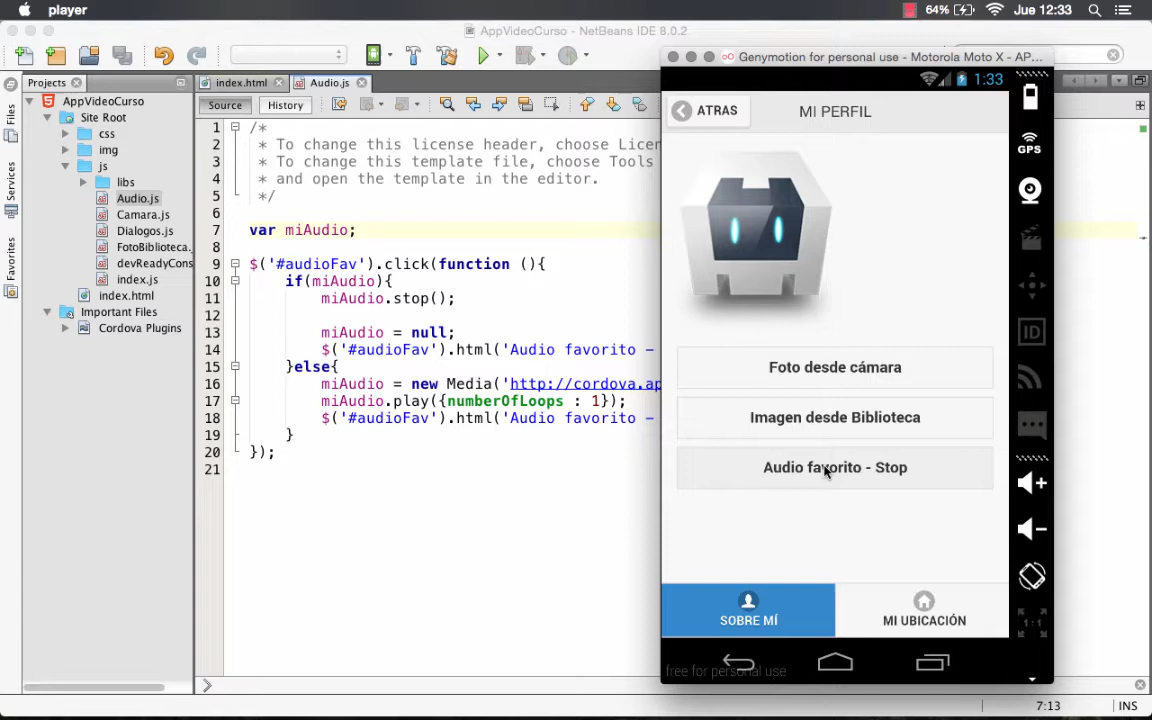 player
64%
Jue 12:33
AppVideoCurso - NetBeans IDE 8.0.2
Genymotion for personal use - Motorola Moto X - AP...
Projects
index.html
Audio.js
Source
History
Files
Services
Favorites
AppVideoCurso
Site Root
css
img
js
libs
Audio.js
Camara.js
Dialogos.js
FotoBiblioteca.
devReadyCons
index.js
index.html
Important Files
Cordova Plugins
1 /*
2 * To change this license header, choose Licen
3 * To change this template file, choose Tools
4 * and open the template in the editor.
5 */
6
7 var miAudio;
8
9 $('#audioFav').click(function (){
10 if(miAudio){
11 miAudio.stop();
12
13 miAudio = null;
14 $('#audioFav').html('Audio favorito -
15 }else{
16 miAudio = new Media('http://cordova.ap
17 miAudio.play({numberOfLoops : 1});
18 $('#audioFav').html('Audio favorito -
19 }
20 });
21
1:33
ATRAS
MI PERFIL
Foto desde cámara
Imagen desde Biblioteca
Audio favorito - Stop
SOBRE MÍ
MI UBICACIÓN
free for personal use
GPS
ID
1:1
7:13
INS